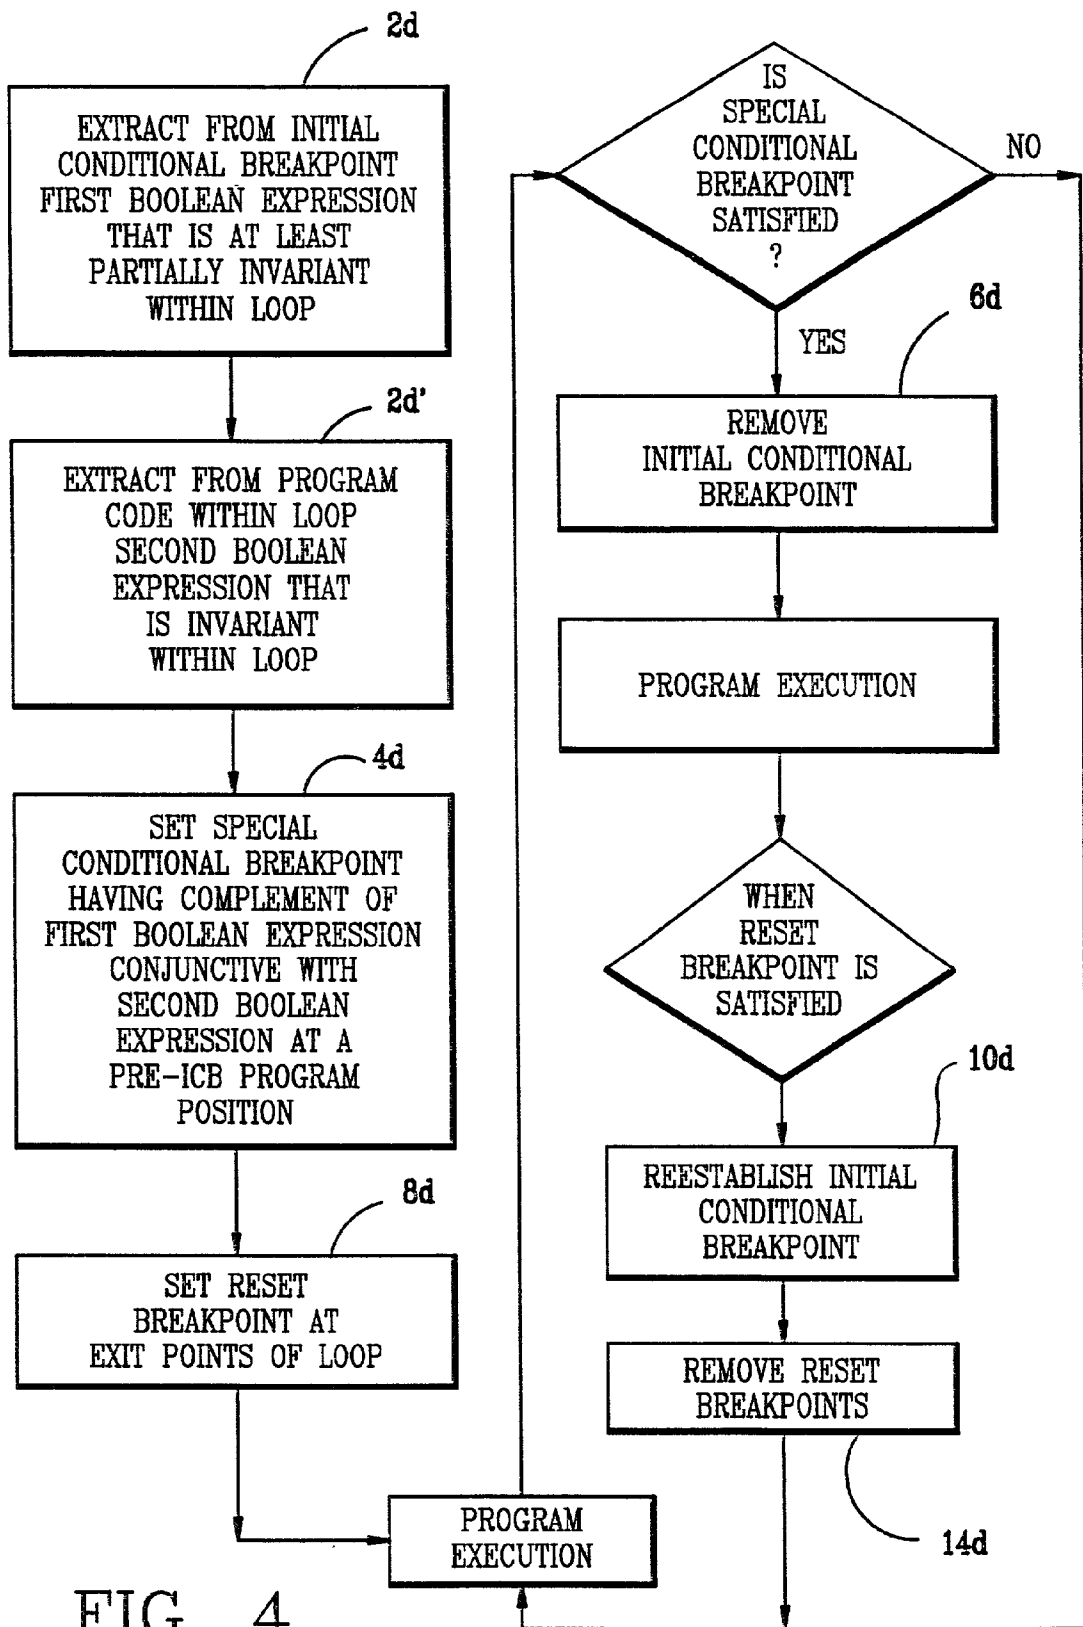 2d
EXTRACT FROM INITIAL
CONDITIONAL BREAKPOINT
FIRST BOOLEAN EXPRESSION
THAT IS AT LEAST
PARTIALLY INVARIANT
WITHIN LOOP
2d'
EXTRACT FROM PROGRAM
CODE WITHIN LOOP
SECOND BOOLEAN
EXPRESSION THAT
IS INVARIANT
WITHIN LOOP
4d
SET SPECIAL
CONDITIONAL BREAKPOINT
HAVING COMPLEMENT OF
FIRST BOOLEAN EXPRESSION
CONJUNCTIVE WITH
SECOND BOOLEAN
EXPRESSION AT A
PRE-ICB PROGRAM
POSITION
8d
SET RESET
BREAKPOINT AT
EXIT POINTS OF LOOP
PROGRAM
EXECUTION
IS
SPECIAL
CONDITIONAL
BREAKPOINT
SATISFIED
?
NO
YES
6d
REMOVE
INITIAL CONDITIONAL
BREAKPOINT
PROGRAM EXECUTION
WHEN
RESET
BREAKPOINT IS
SATISFIED
10d
REESTABLISH INITIAL
CONDITIONAL
BREAKPOINT
REMOVE RESET
BREAKPOINTS
14d
FIG. 4